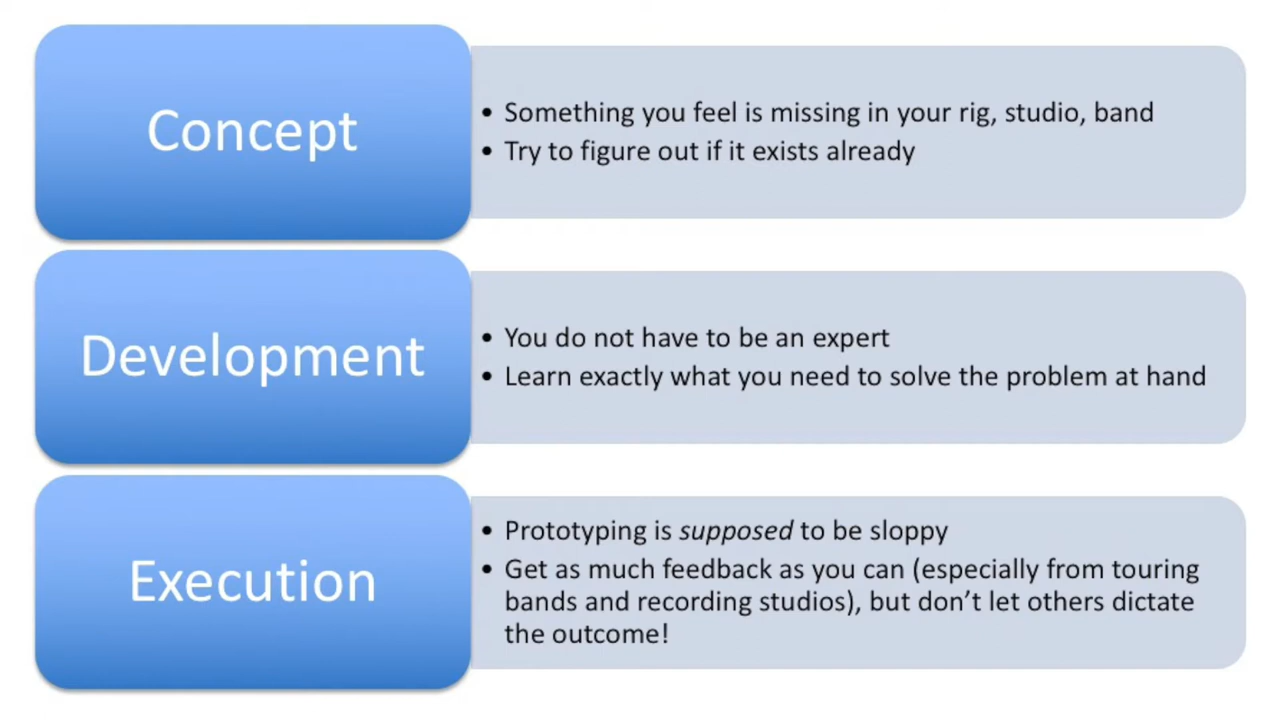 Concept
• Something you feel is missing in your rig, studio, band
• Try to figure out if it exists already
Development
• You do not have to be an expert
• Learn exactly what you need to solve the problem at hand
Execution
• Prototyping is supposed to be sloppy
• Get as much feedback as you can (especially from touring
bands and recording studios), but don’t let others dictate
the outcome!